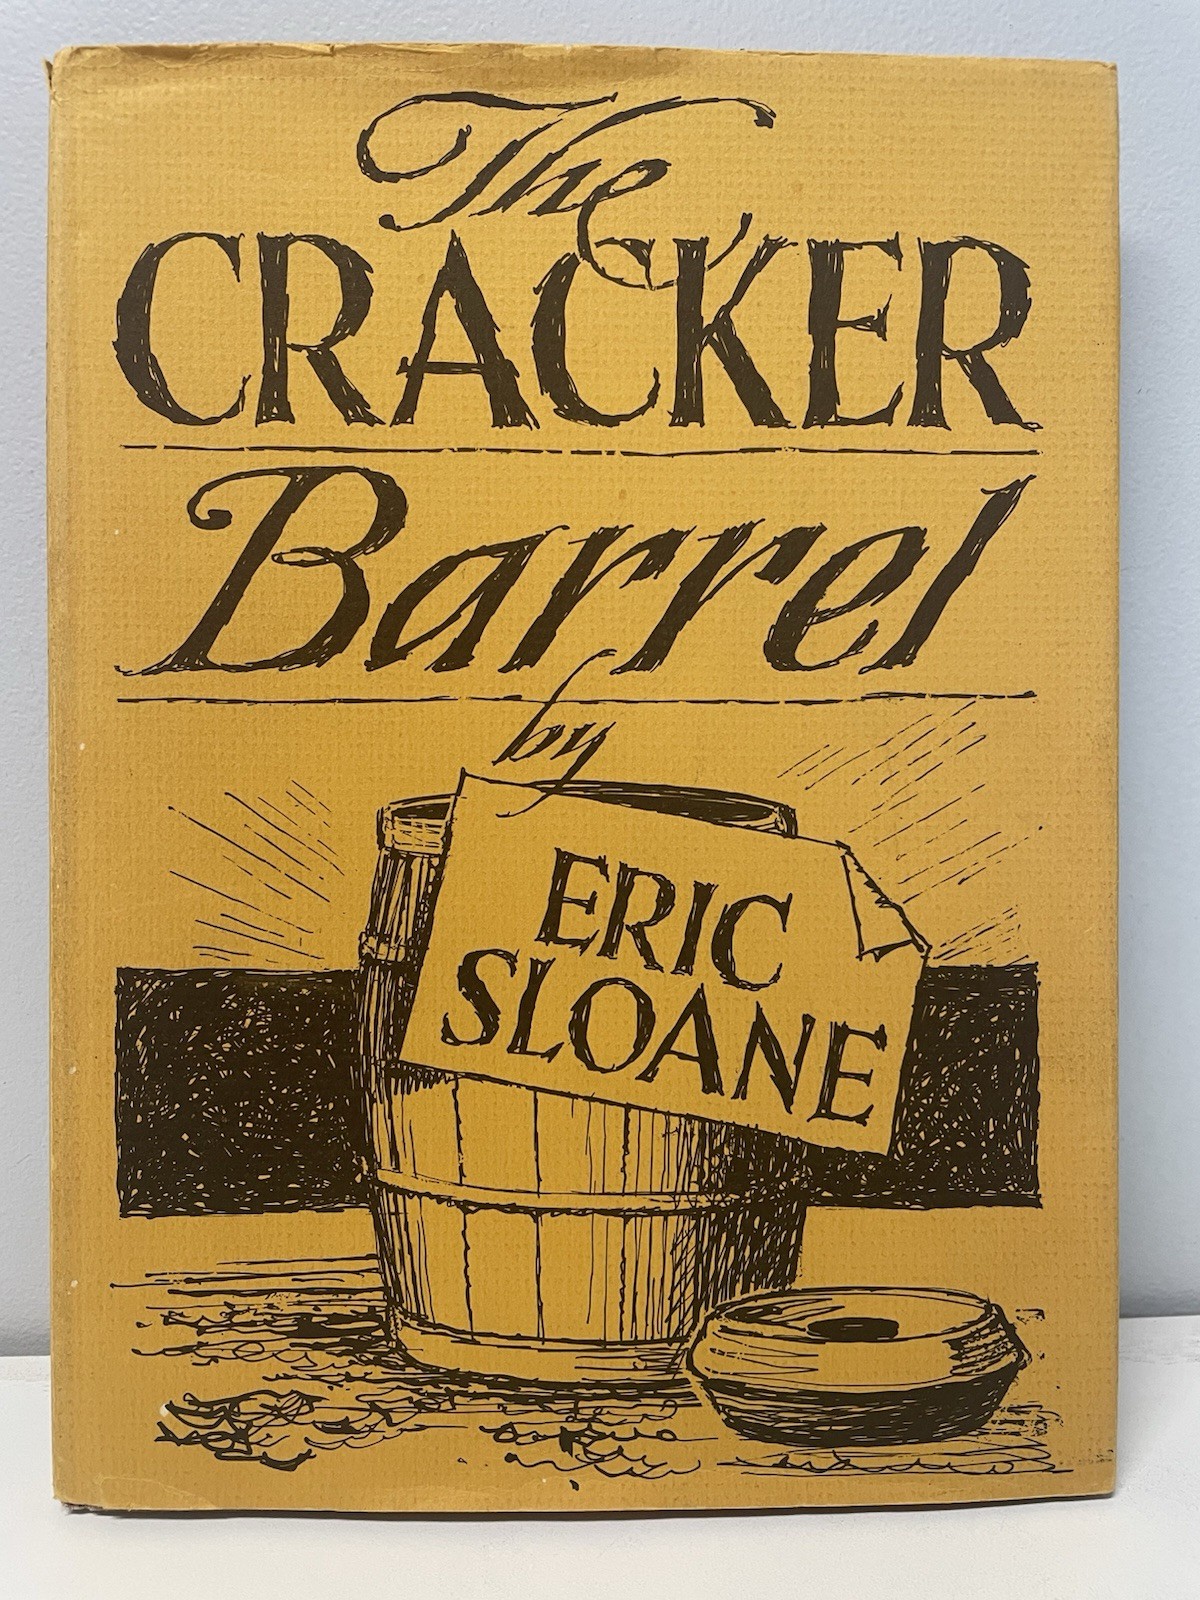 The
CRACKER
Barrel
by
ERIC
SLOANE